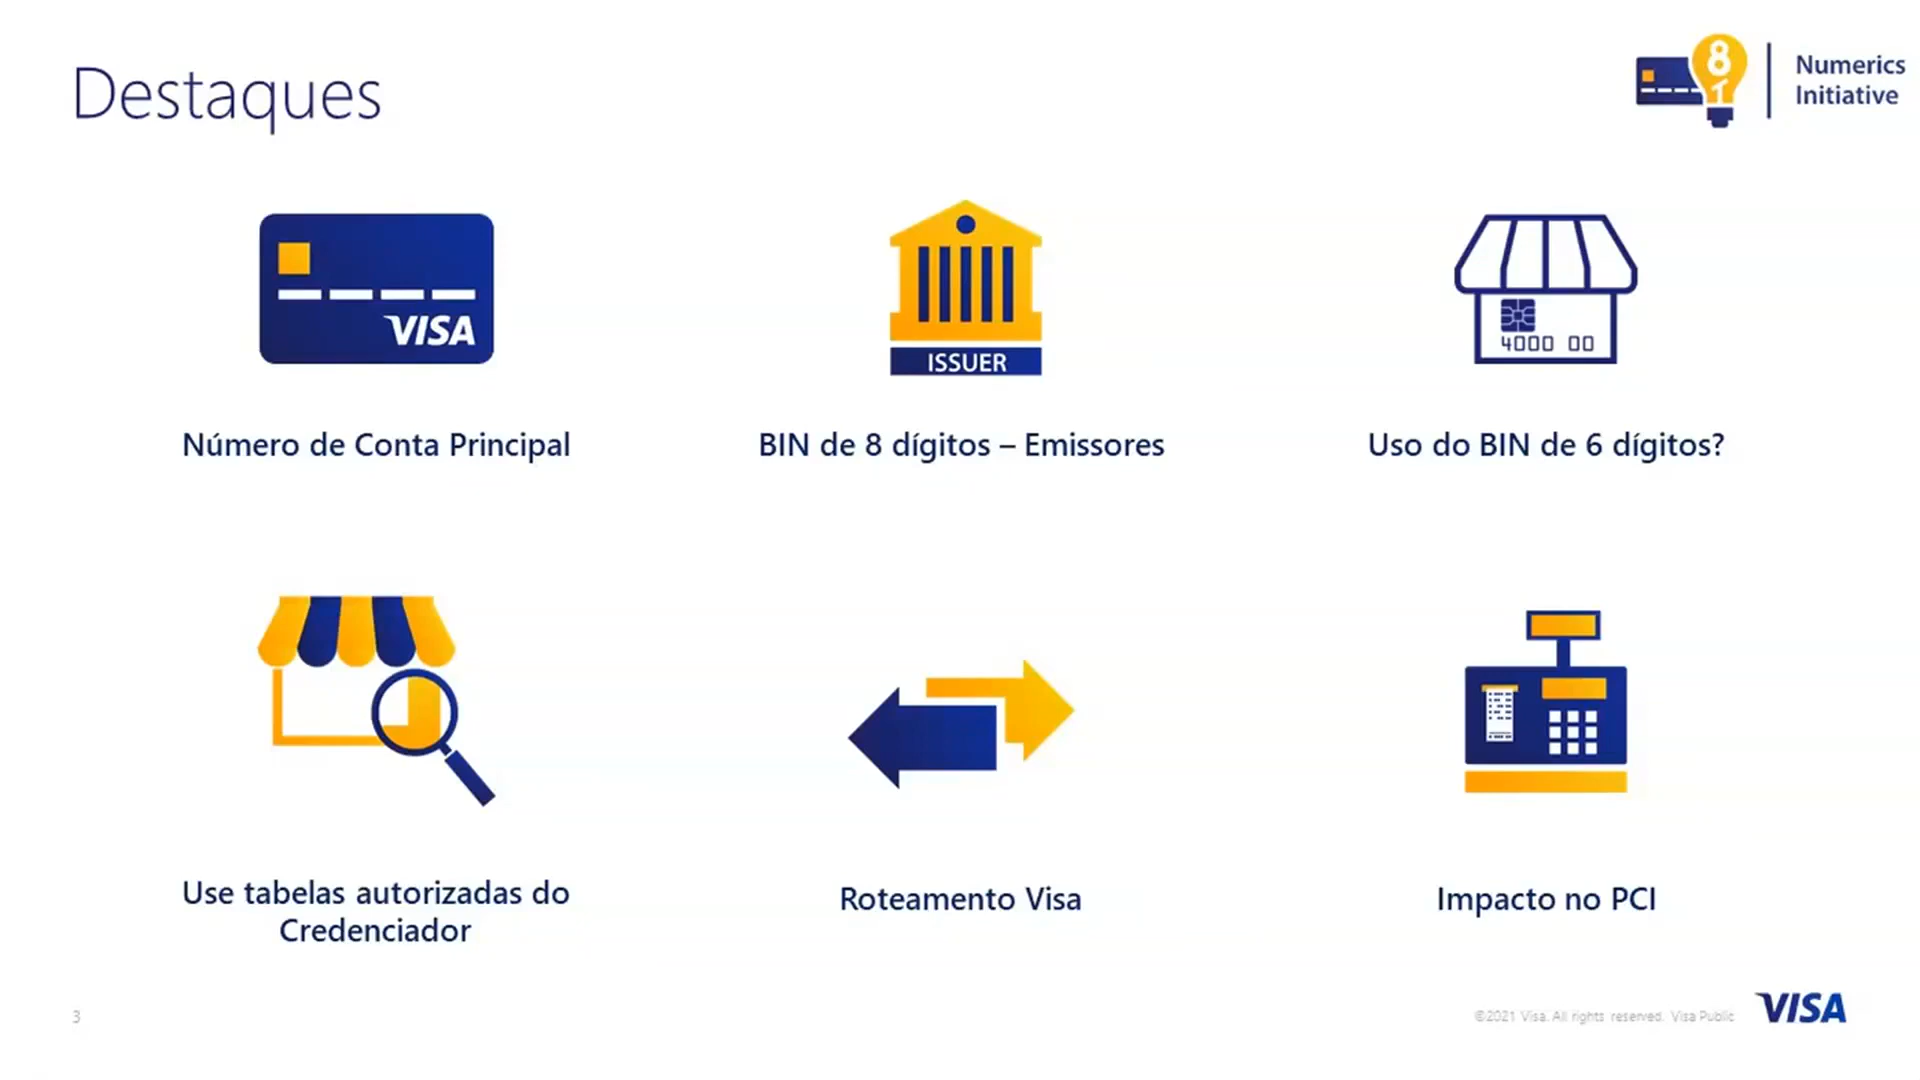 Destaques
8
1
Numerics
Initiative
VISA
ISSUER
4000 00
Número de Conta Principal
BIN de 8 dígitos – Emissores
Uso do BIN de 6 dígitos?
Use tabelas autorizadas do
Credenciador
Roteamento Visa
Impacto no PCI
3
©2021 Visa. All rights reserved. Visa Public
VISA